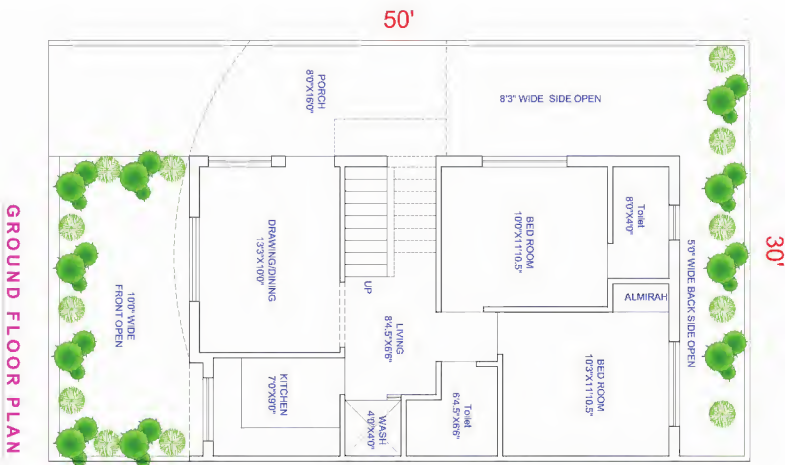 50'
30'
PORCH
8'0"X16'0"
8'3" WIDE SIDE OPEN
DRAWING/DINING
13'3"X10'0"
UP
BED ROOM
10'0"X11'10.5"
Toilet
8'0"X4'0"
5'0" WIDE BACK SIDE OPEN
ALMIRAH
10'0" WIDE
FRONT OPEN
LIVING
8'4.5"X6'6"
KITCHEN
7'0"X9'0"
WASH
4'0"X4'0"
Toilet
6'4.5"X6'6"
BED ROOM
10'3"X11'10.5"
GROUND FLOOR PLAN